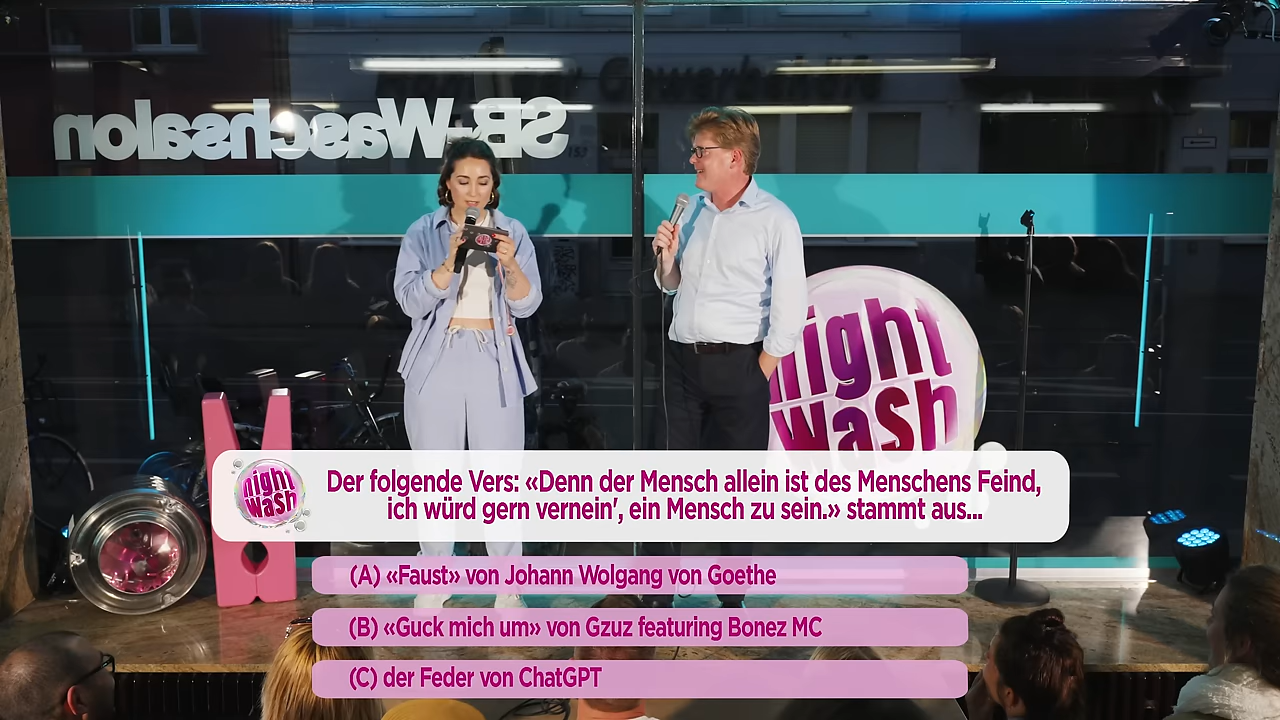 SB-Waschsalon
night
wash
night
wash
Der folgende Vers: «Denn der Mensch allein ist des Menschens Feind,
ich würd gern vernein', ein Mensch zu sein.» stammt aus...
(A) «Faust» von Johann Wolgang von Goethe
(B) «Guck mich um» von Gzuz featuring Bonez MC
(C) der Feder von ChatGPT